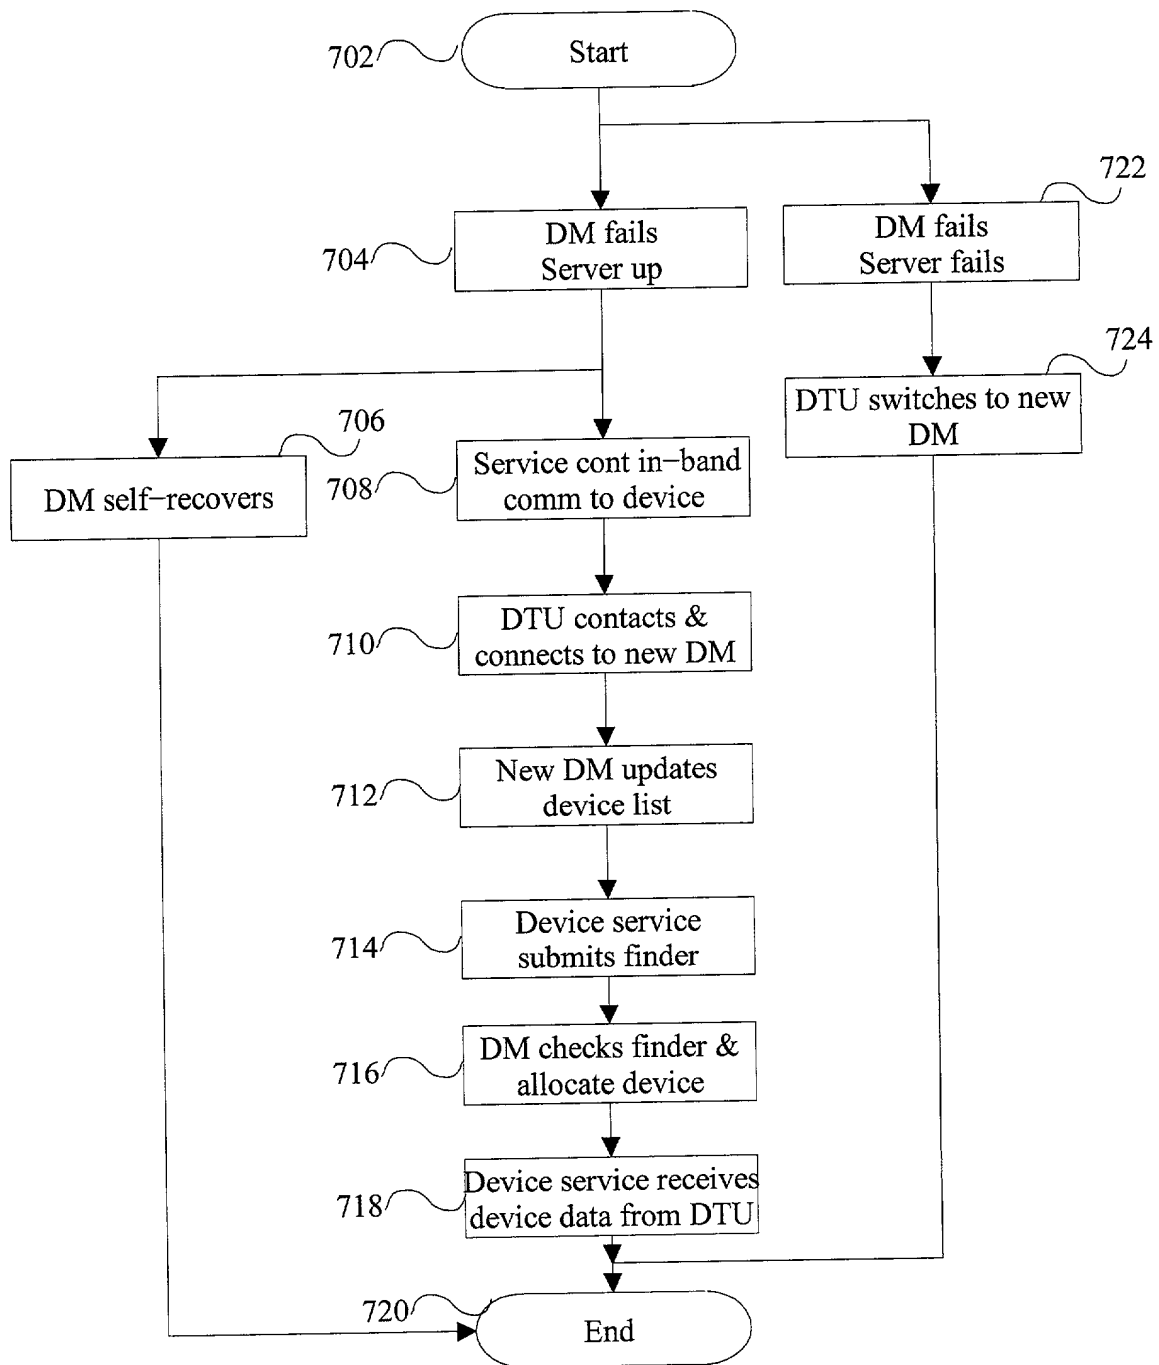 702
Start
722
704
DM fails
Server up
DM fails
Server fails
724
DTU switches to new
DM
706
DM self-recovers
708
Service cont in-band
comm to device
710
DTU contacts &
connects to new DM
712
New DM updates
device list
714
Device service
submits finder
716
DM checks finder &
allocate device
718
Device service receives
device data from DTU
720
End